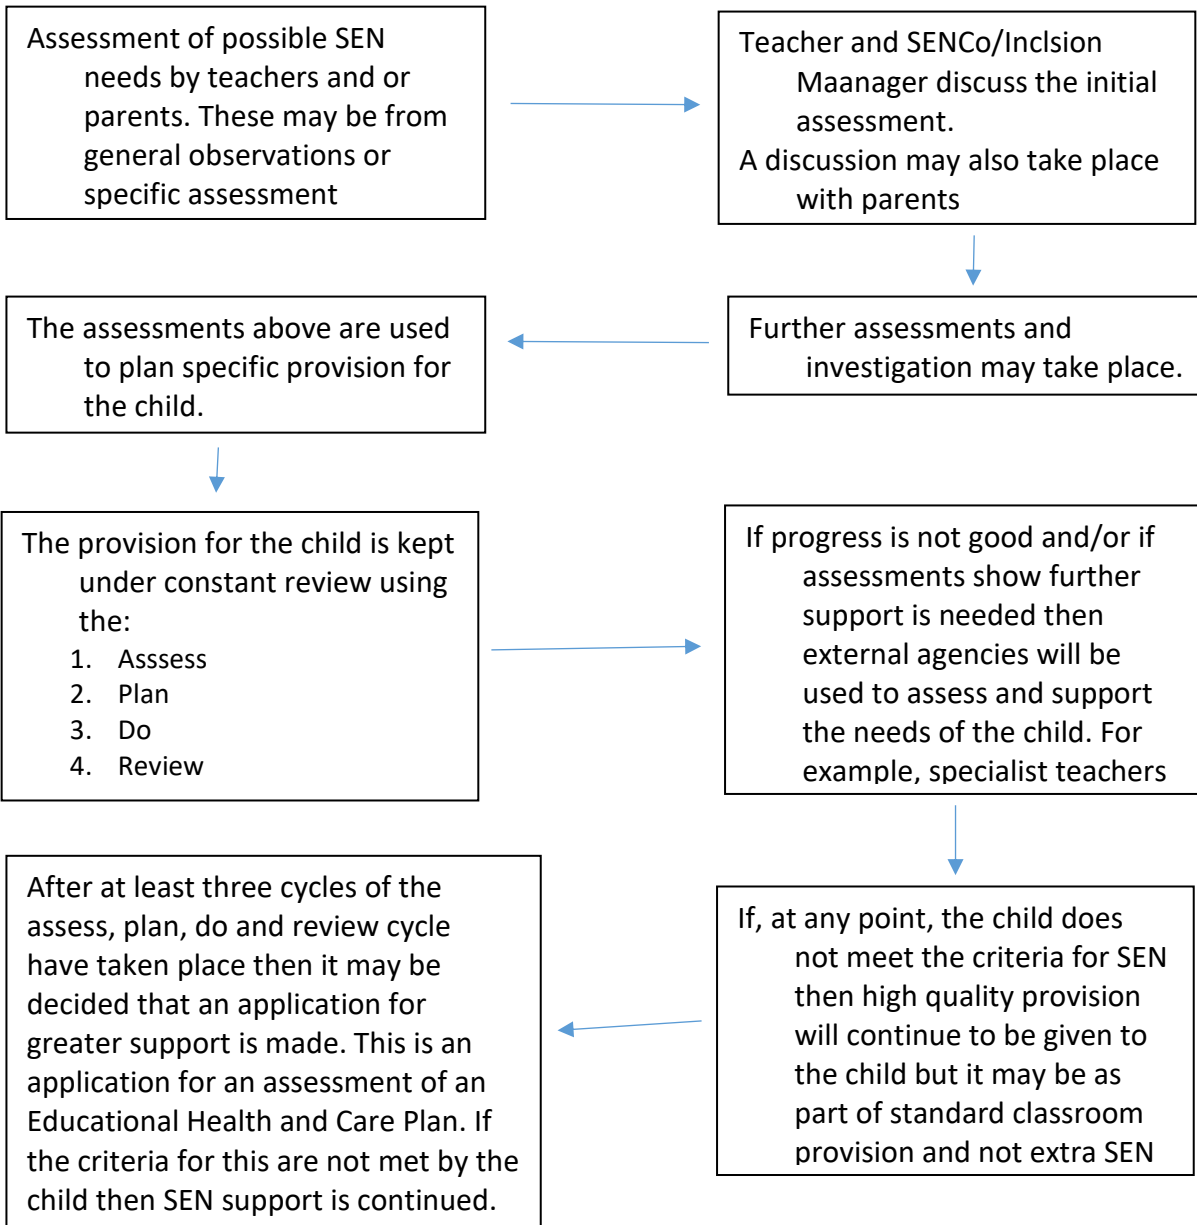 Assessment of possible SEN
needs by teachers and or
parents. These may be from
general observations or
specific assessment
Teacher and SENCo/Inclsion
Maanager discuss the initial
assessment.
A discussion may also take place
with parents
Further assessments and
investigation may take place.
The assessments above are used
to plan specific provision for
the child.
The provision for the child is kept
under constant review using
the:
1. Asssess
2. Plan
3. Do
4. Review
If progress is not good and/or if
assessments show further
support is needed then
external agencies will be
used to assess and support
the needs of the child. For
example, specialist teachers
If, at any point, the child does
not meet the criteria for SEN
then high quality provision
will continue to be given to
the child but it may be as
part of standard classroom
provision and not extra SEN
After at least three cycles of the
assess, plan, do and review cycle
have taken place then it may be
decided that an application for
greater support is made. This is an
application for an assessment of an
Educational Health and Care Plan. If
the criteria for this are not met by the
child then SEN support is continued.